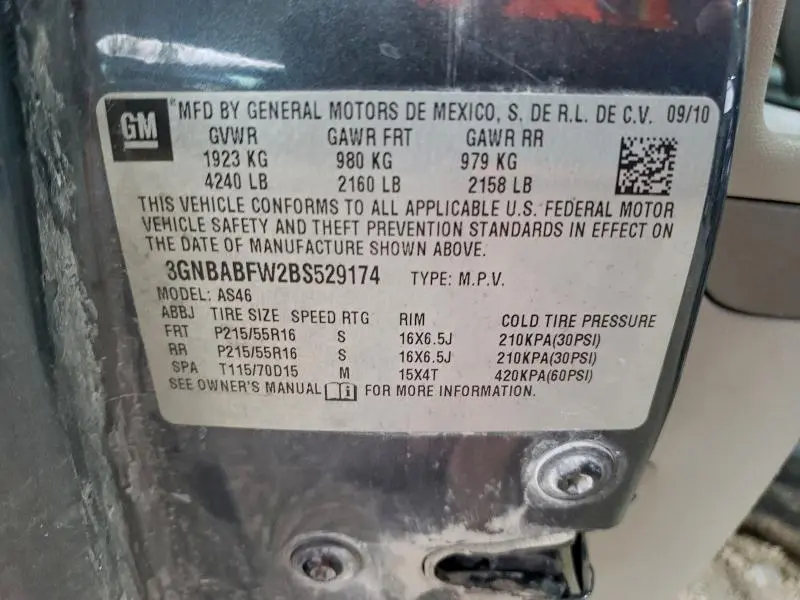 GM ® MFD BY GENERAL MOTORS DE MEXICO, S. DE R.L. DE C.V. 09/10
GVWR GAWR FRT GAWR RR
1923 KG 980 KG 979 KG
4240 LB 2160 LB 2158 LB
THIS VEHICLE CONFORMS TO ALL APPLICABLE U.S. FEDERAL MOTOR
VEHICLE SAFETY AND THEFT PREVENTION STANDARDS IN EFFECT ON
THE DATE OF MANUFACTURE SHOWN ABOVE.
3GNBABFW2BS529174 TYPE: M.P.V.
MODEL: AS46
ABBJ TIRE SIZE SPEED RTG RIM COLD TIRE PRESSURE
FRT P215/55R16 S 16X6.5J 210KPA(30PSI)
RR P215/55R16 S 16X6.5J 210KPA(30PSI)
SPA T115/70D15 M 15X4T 420KPA(60PSI)
SEE OWNER'S MANUAL FOR MORE INFORMATION.